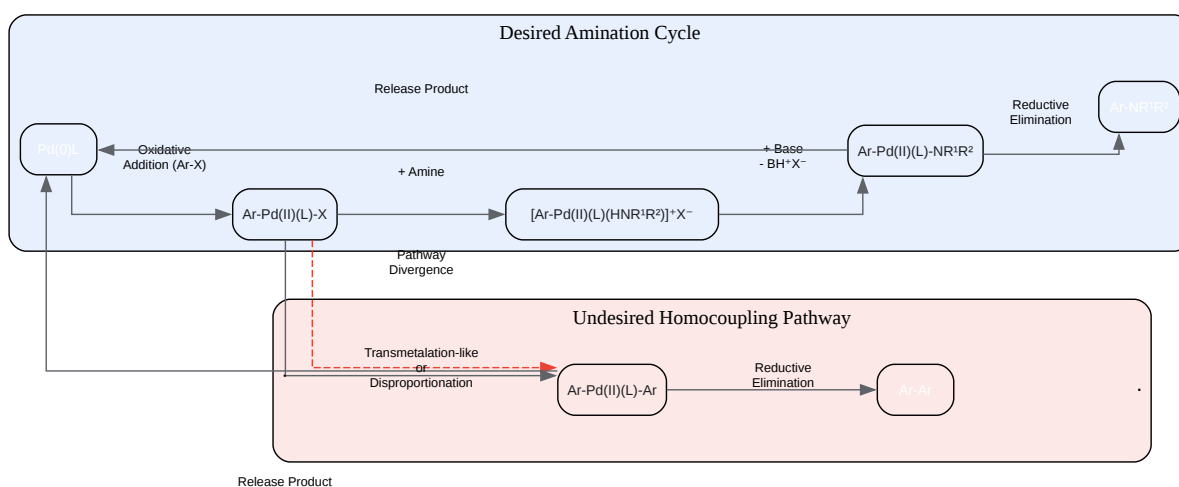 Desired Amination Cycle
Release Product
Reductive
Elimination
Ar-NR¹R²
Pd(0)L
Oxidative
Addition (Ar-X)
+ Amine
+ Base
- BH⁺X⁻
Ar-Pd(II)(L)-NR¹R²
Ar-Pd(II)(L)-X
[Ar-Pd(II)(L)(HNR¹R²)]⁺X⁻
Pathway
Divergence
Undesired Homocoupling Pathway
Transmetalation-like
or
Disproportionation
Ar-Pd(II)(L)-Ar
Reductive
Elimination
Ar-Ar
Release Product